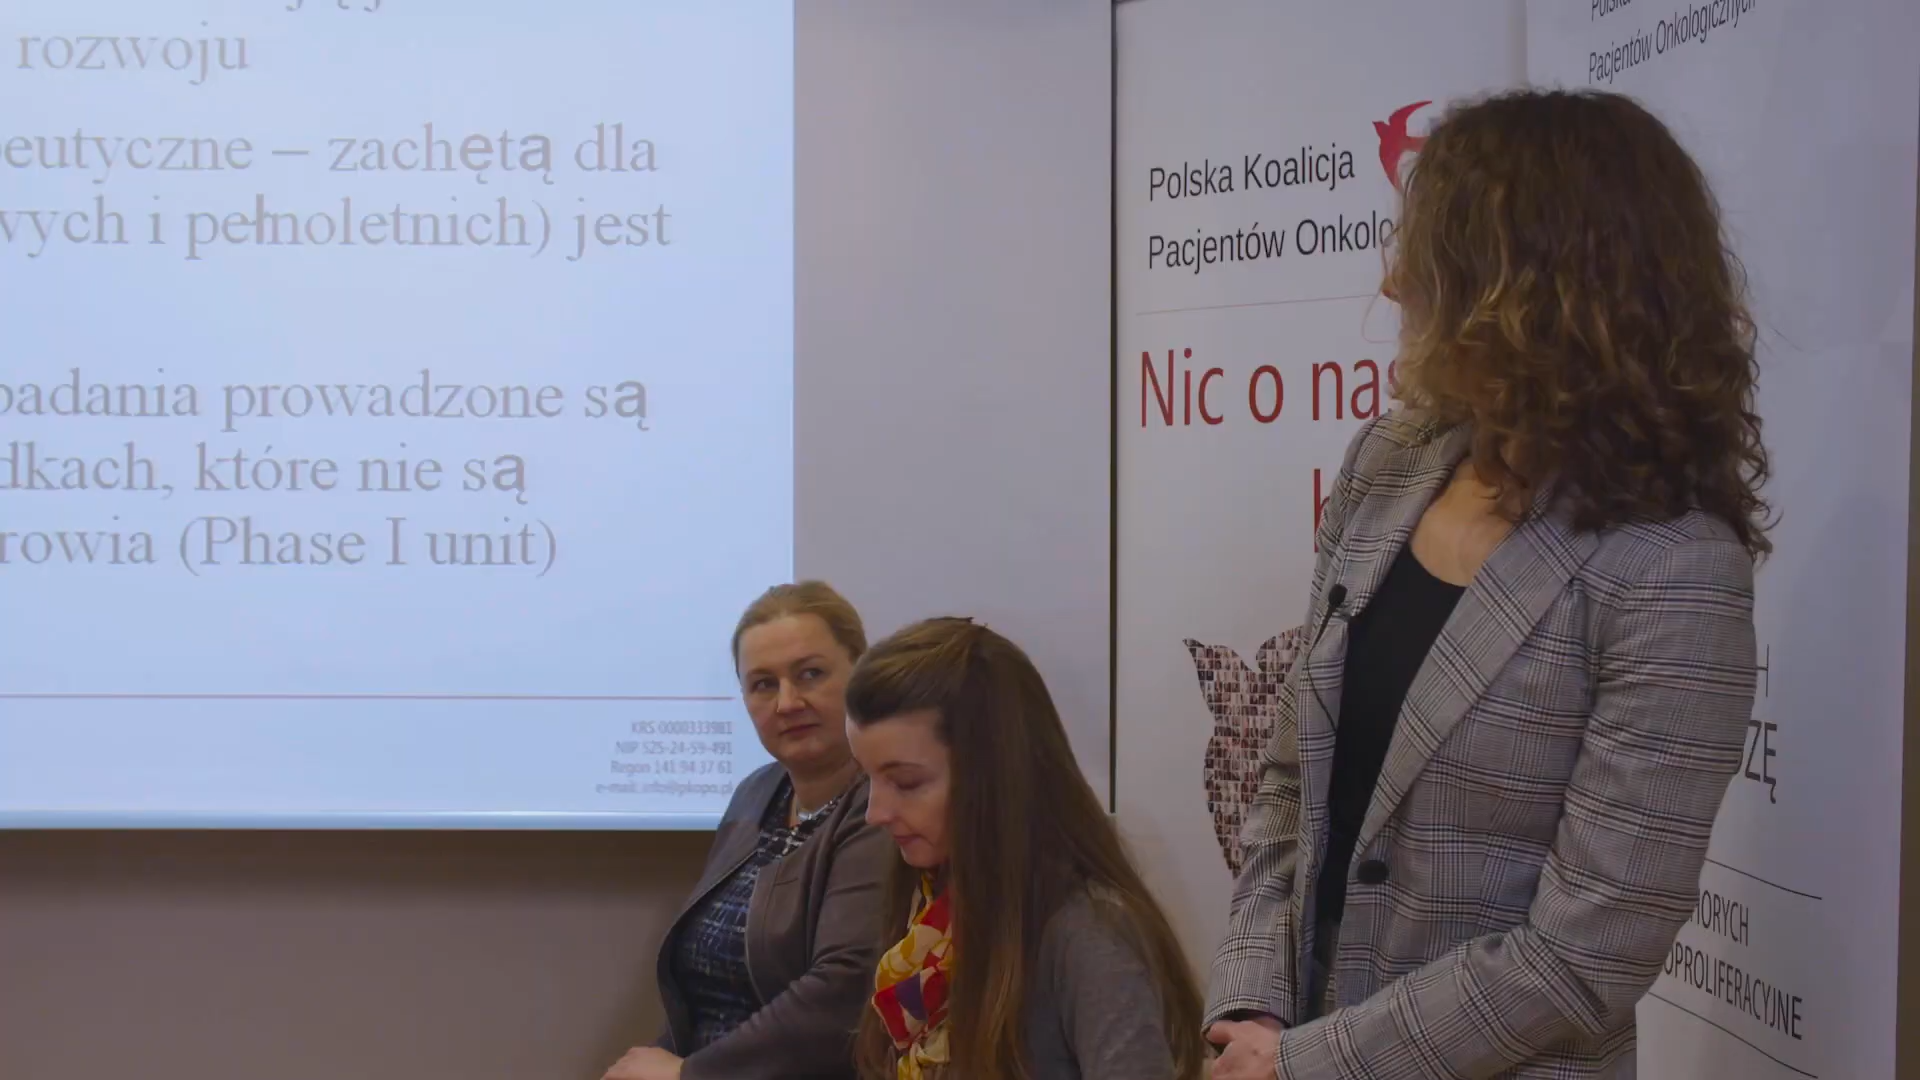 rozwoju
eutyczne – zachętą dla
wych i pełnoletnich) jest
badania prowadzone są
dkach, które nie są
rowia (Phase I unit)
KRS 0000333981
NIP 525-24-59-491
Regon 141 94 37 61
e-mail: info@pkopo.pl
Polska Koalicja
Pacjentów Onkolo
Nic o nas
b
Polska
Pacjentów Onkologicznych
H
ZĘ
HORYCH
OPROLIFERACYJNE